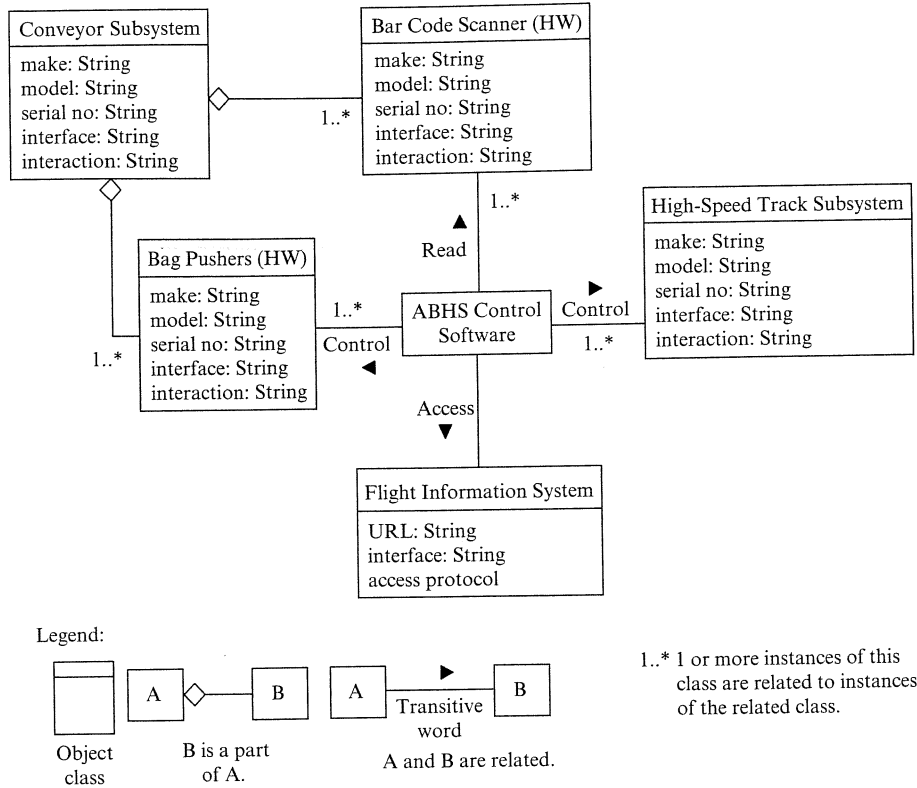 Conveyor Subsystem
make: String
model: String
serial no: String
interface: String
interaction: String
Bar Code Scanner (HW)
make: String
model: String
serial no: String
interface: String
interaction: String
1..*
1..*
Read
High-Speed Track Subsystem
make: String
model: String
serial no: String
interface: String
interaction: String
Bag Pushers (HW)
make: String
model: String
serial no: String
interface: String
interaction: String
1..*
1..*
Control
ABHS Control
Software
Control
1..*
Access
Flight Information System
URL: String
interface: String
access protocol
Legend:
Object
class
A
B
B is a part
of A.
A
B
Transitive
word
A and B are related.
1..* 1 or more instances of this
class are related to instances
of the related class.